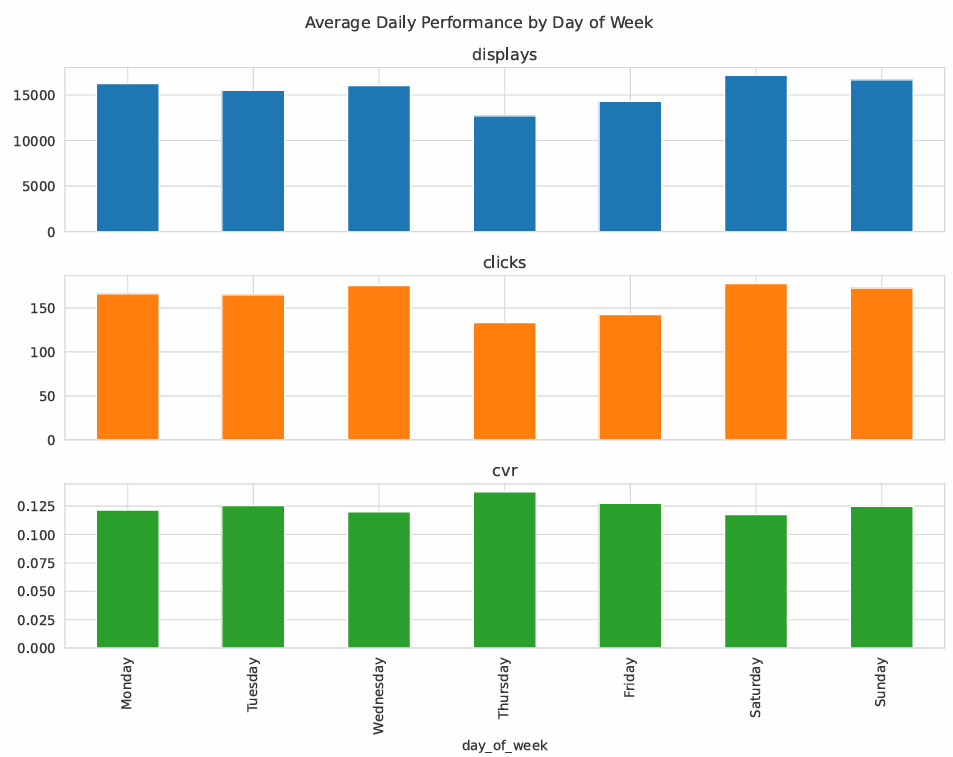 Average Daily Performance by Day of Week
displays
15000
10000
5000
0
clicks
150
100
50
0
cvr
0.125
0.100
0.075
0.050
0.025
0.000
Monday
Tuesday
Wednesday
Thursday
Friday
Saturday
Sunday
day_of_week